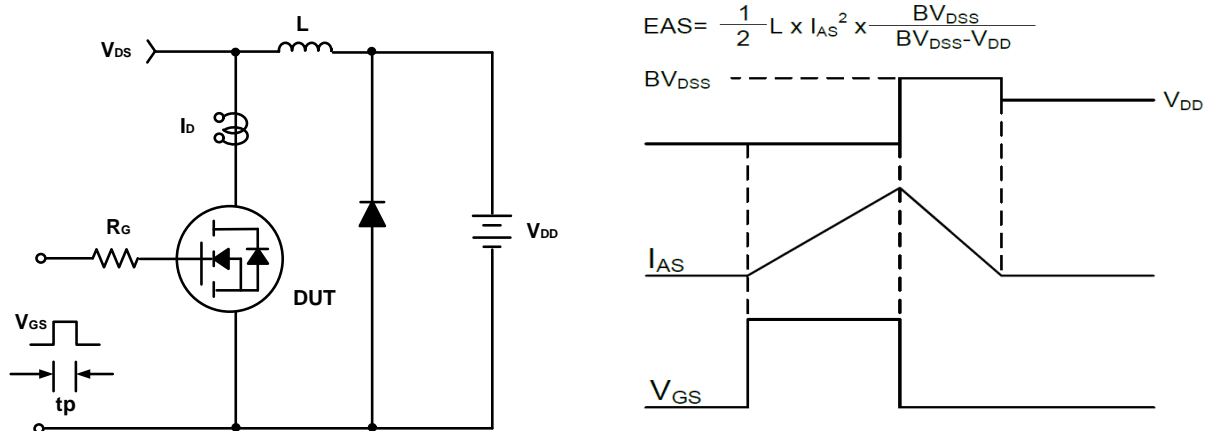 L
VDS
ID
RG
VDD
DUT
VGS
tp
EAS= 1/2 L x IAS² x BVDSS/BVDSS-VDD
BVDSS
VDD
IAS
VGS